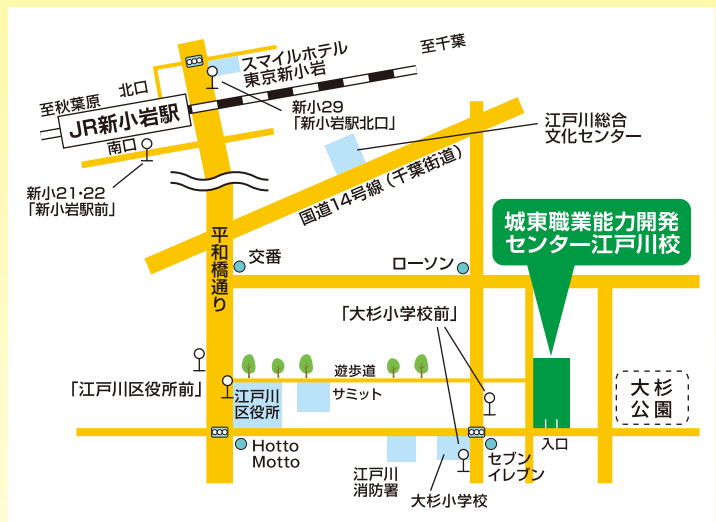 スマイルホテル
東京新小岩
至千葉
北口
至秋葉原
JR新小岩駅
新小29
「新小岩駅北口」
南口
江戸川総合
文化センター
国道14号線（千葉街道）
新小21・22
「新小岩駅前」
城東職業能力開発
センター江戸川校
平和橋通り
交番
ローソン
「大杉小学校前」
遊歩道
「江戸川区役所前」
江戸川
区役所
サミット
大杉
公園
入口
Hotto
Motto
セブン
イレブン
江戸川
消防署
大杉小学校